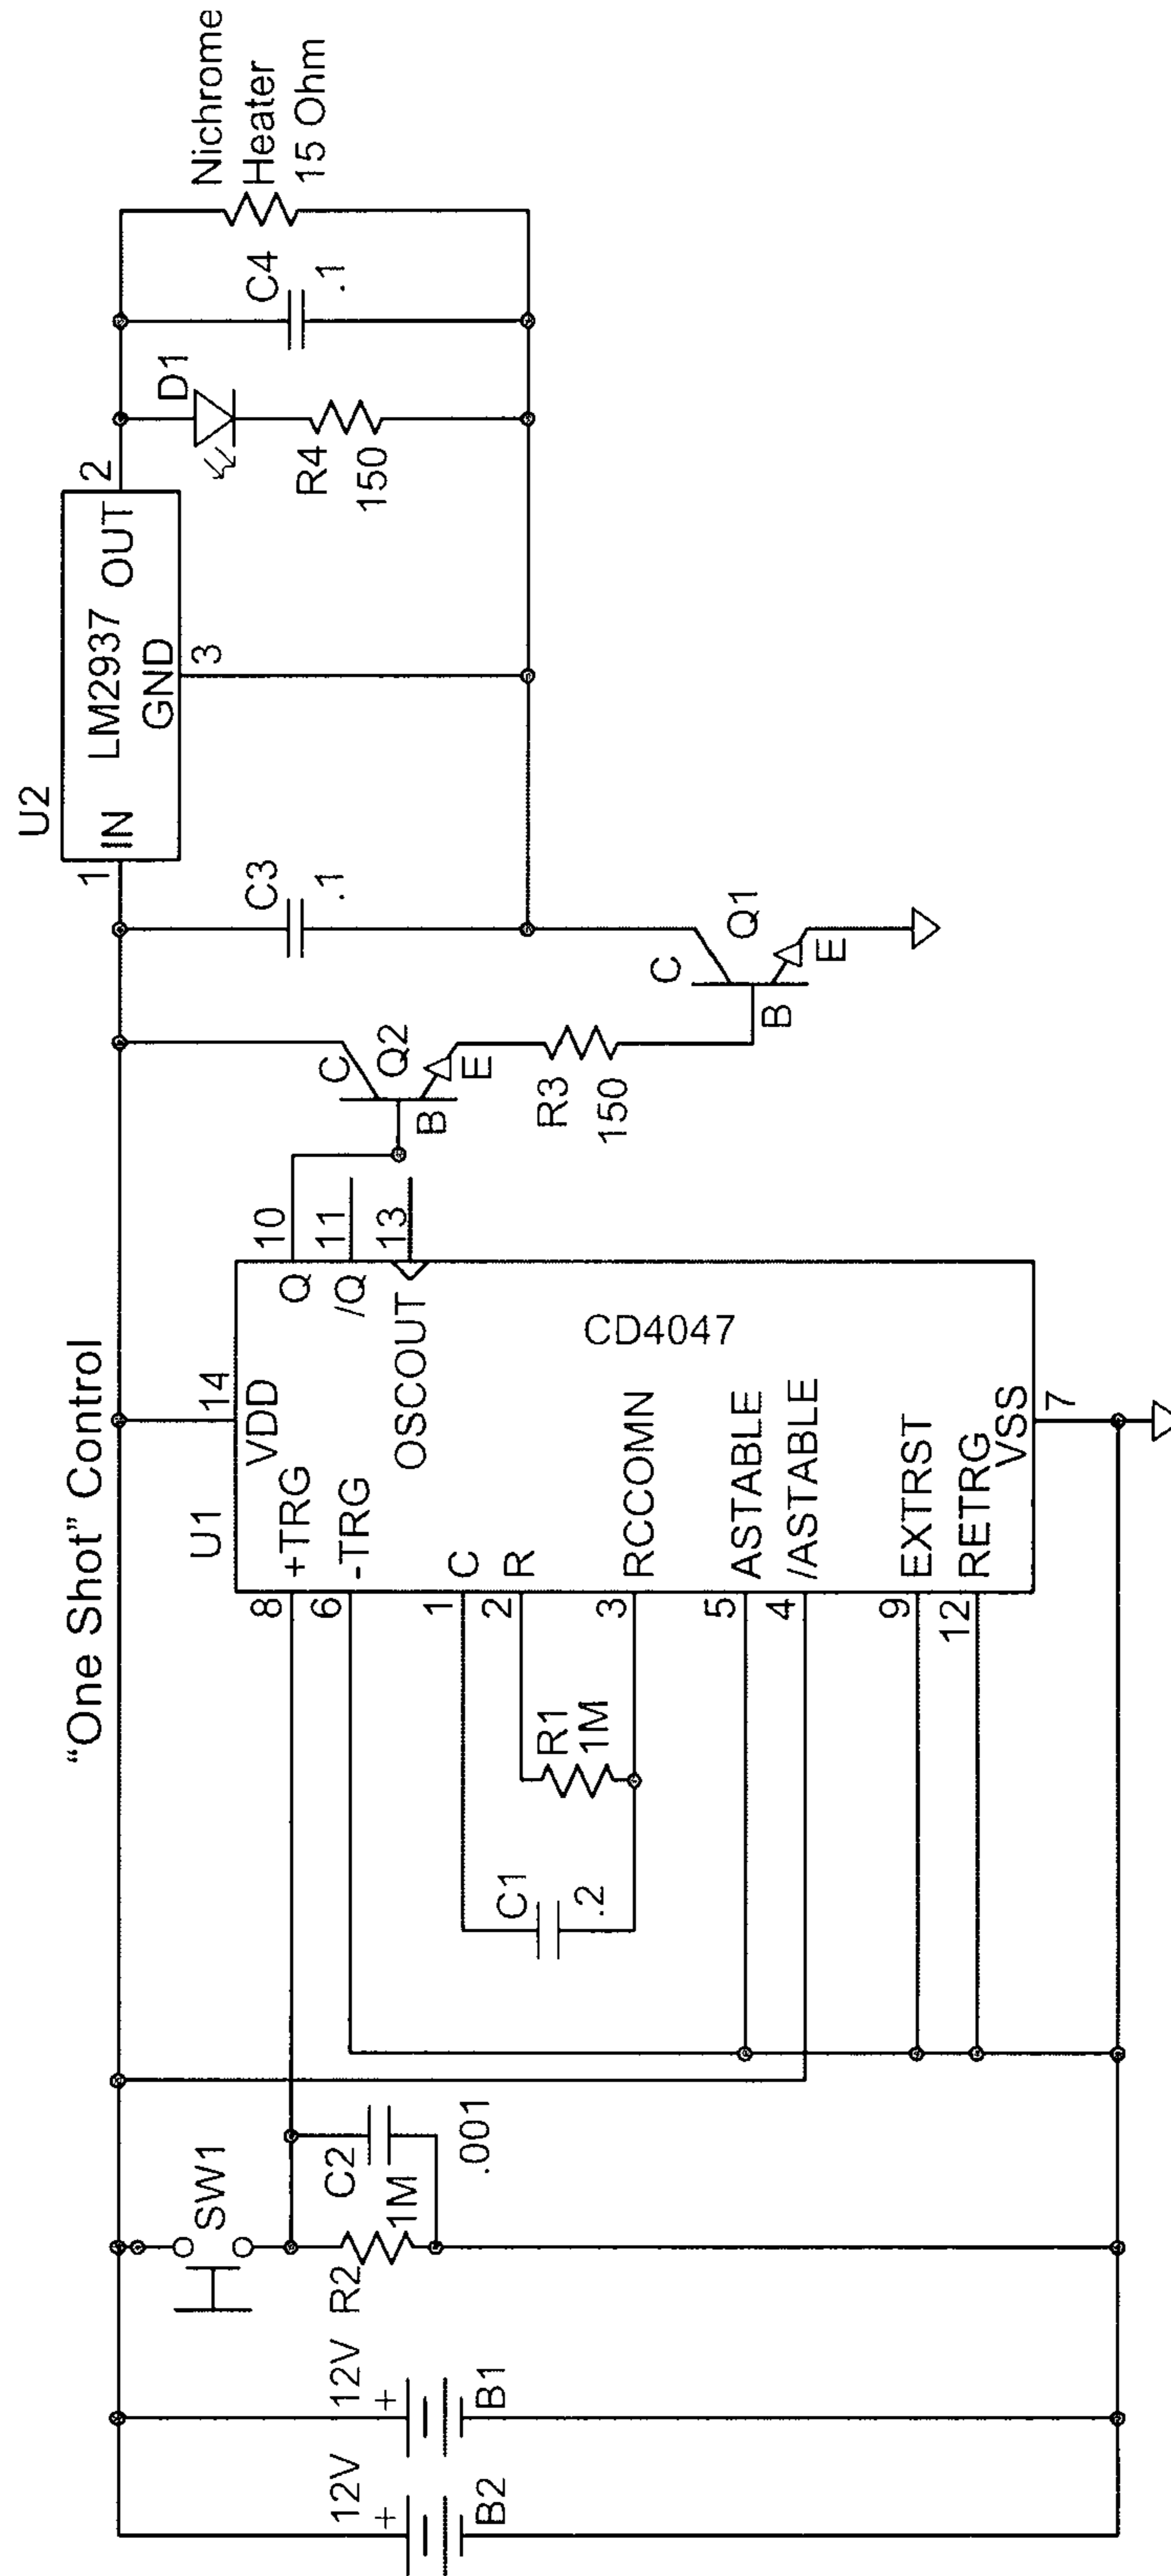 "One Shot" Control
12V
+
B2
12V
+
B1
SW1
R2
1M
C2
.001
U1
8
+TRG
6
-TRG
1
C
2
R
3
RCCOMN
5
ASTABLE
4
/ASTABLE
9
EXTRST
12
RETRG
14
VDD
Q
10
/Q
11
OSCOUT
13
CD4047
VSS
7
C1
.2
R1
1M
C
Q2
B
E
R3
150
C3
.1
C
Q1
B
E
U2
1
IN
LM2937
OUT
2
GND
3
D1
R4
150
C4
.1
Nichrome
Heater
15 Ohm